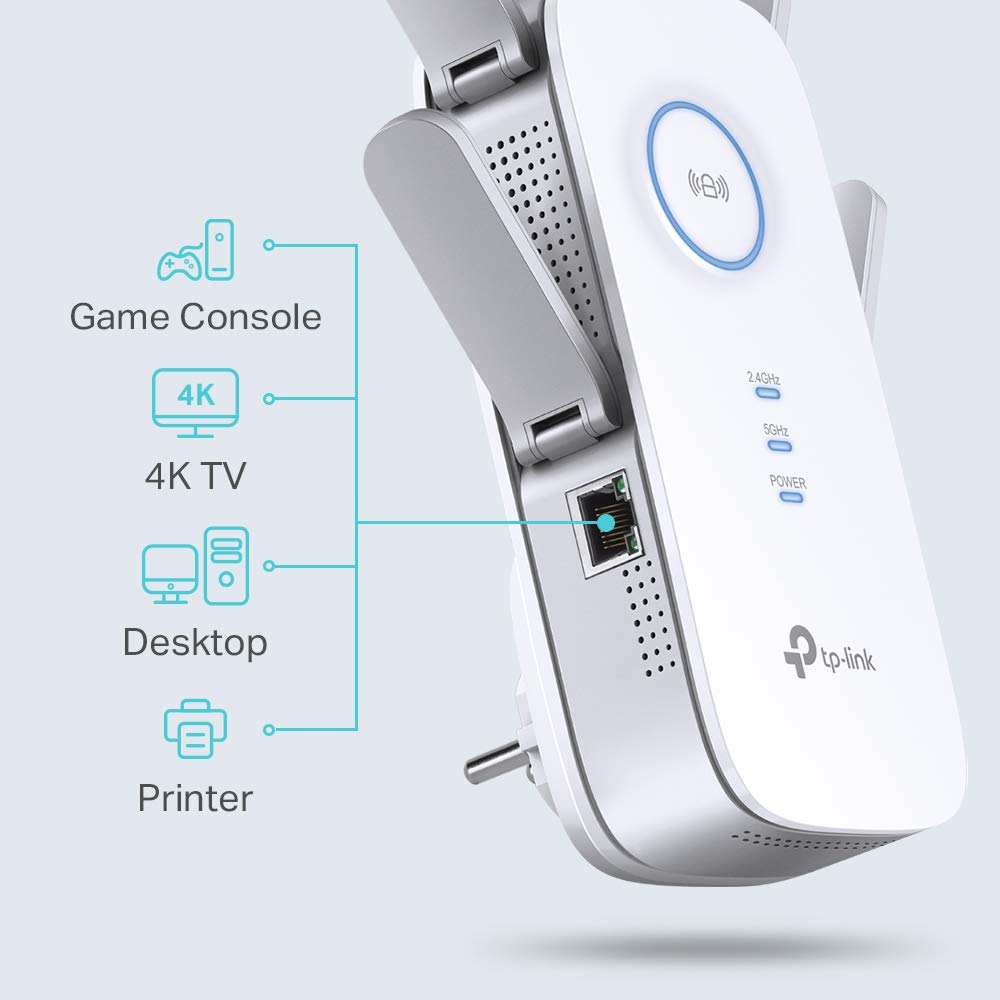 Game Console
4K
4K TV
Desktop
Printer
2.4GHz
5GHz
POWER
tp-link